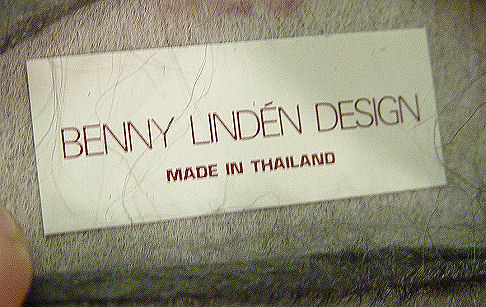 BENNY LINDÉN DESIGN
MADE IN THAILAND